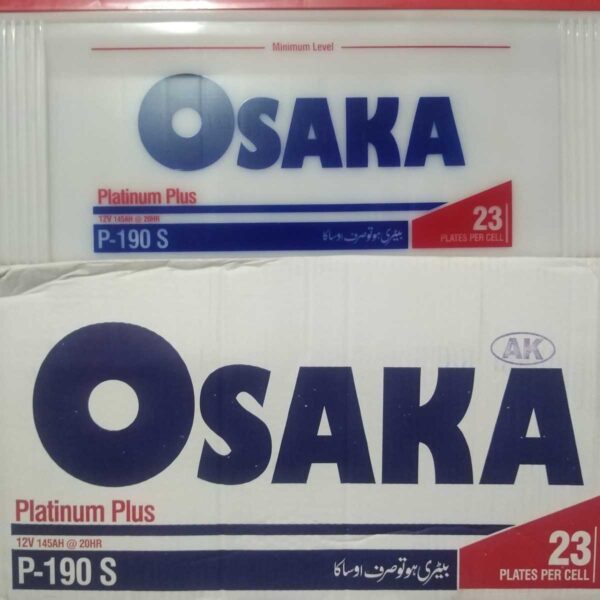 Minimum Level
OSAKA
Platinum Plus
12V 145AH @ 20HR
P-190 S
بیٹری ہو تو صرف اوساکا
23
PLATES PER CELL
AK
OSAKA
Platinum Plus
12V 145AH @ 20HR
P-190 S
بیٹری ہو تو صرف اوساکا
23
PLATES PER CELL